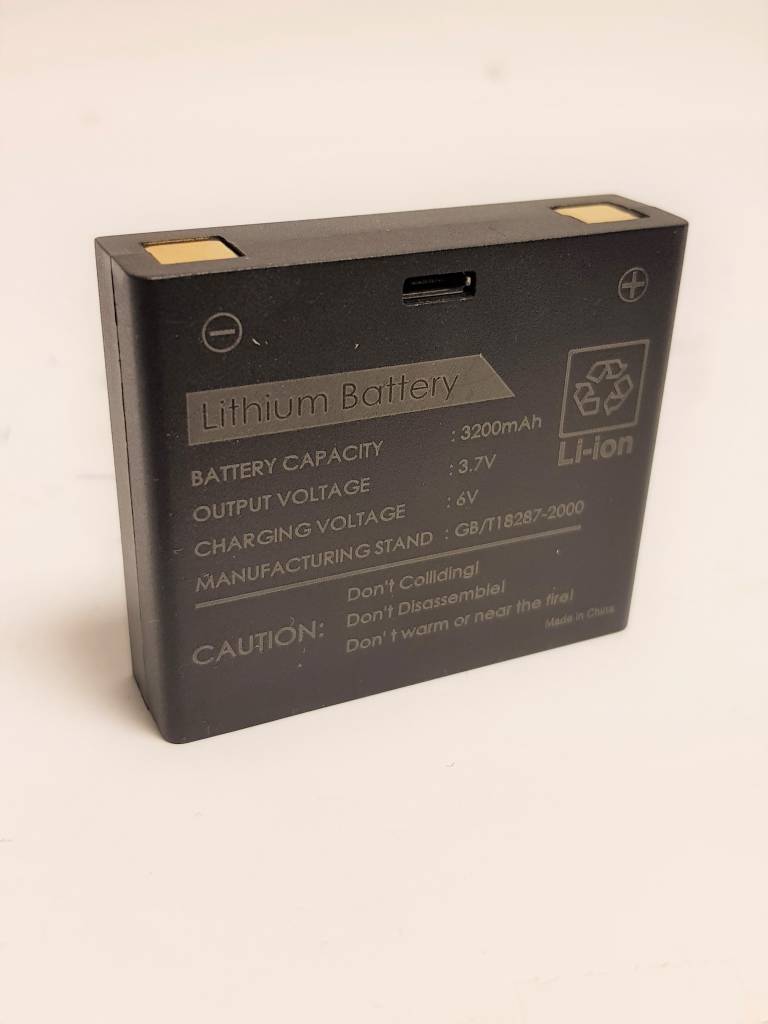 Lithium Battery
BATTERY CAPACITY : 3200mAh
OUTPUT VOLTAGE : 3.7V
CHARGING VOLTAGE : 6V
MANUFACTURING STAND : GB/T18287-2000
Li-ion
CAUTION:
Don't Colllding!
Don't Disassemble!
Don't warm or near the fire!
Made in China